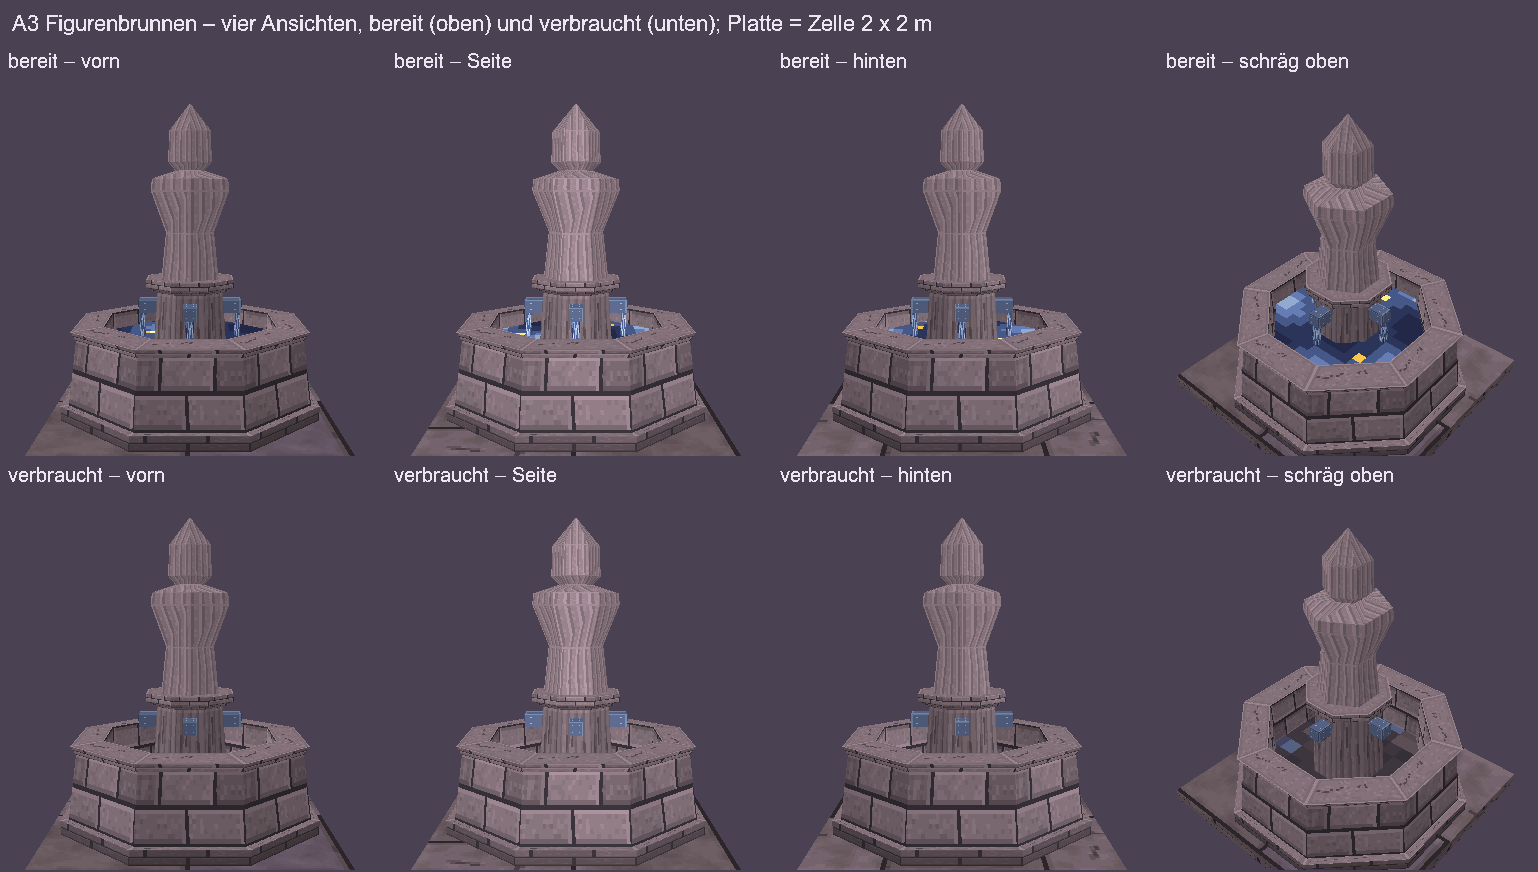 A3 Figurenbrunnen – vier Ansichten, bereit (oben) und verbraucht (unten); Platte = Zelle 2 x 2 m
bereit – vorn
bereit – Seite
bereit – hinten
bereit – schräg oben
verbraucht – vorn
verbraucht – Seite
verbraucht – hinten
verbraucht – schräg oben